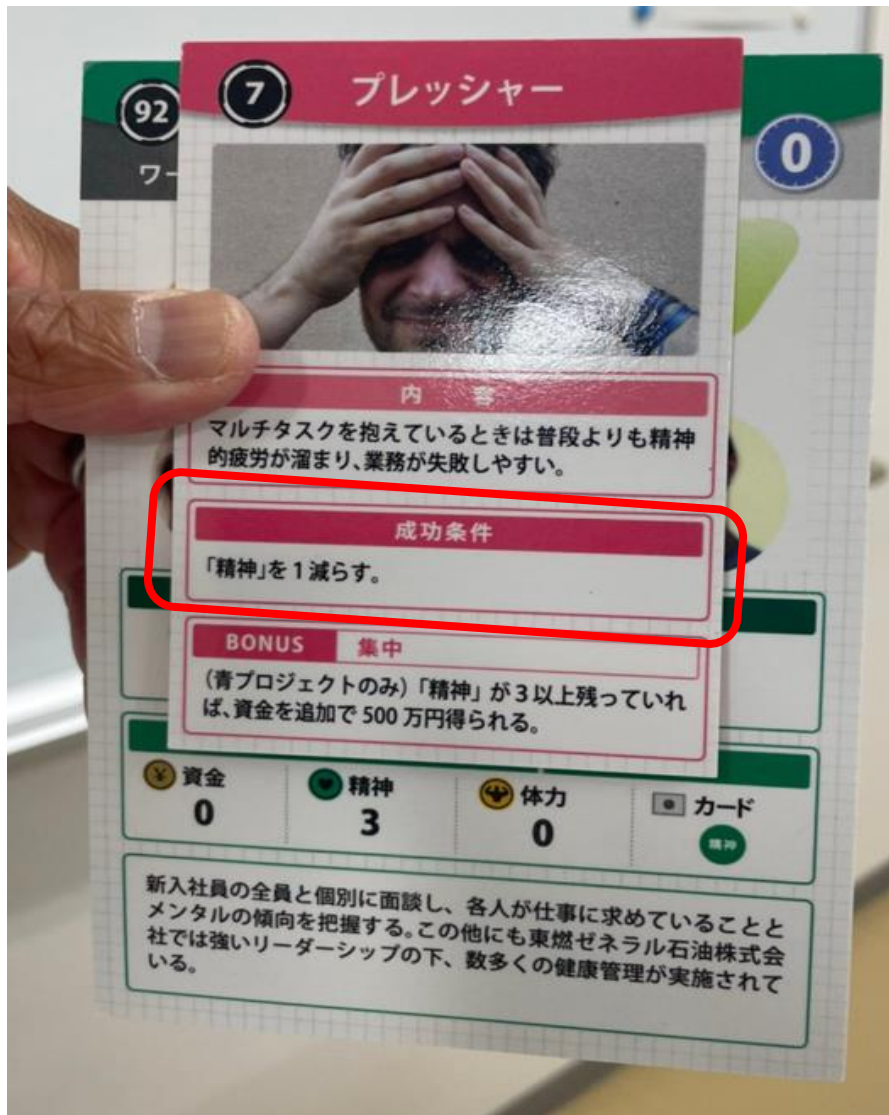 92
7
プレッシャー
0
ワー
内 容
マルチタスクを抱えているときは普段よりも精神
的疲労が溜まり、業務が失敗しやすい。
成功条件
「精神」を1減らす。
BONUS 集中
(青プロジェクトのみ)「精神」が3以上残っていれ
ば、資金を追加で500万円得られる。
¥ 資金 精神 体力 カード
0 3 0 精神
新入社員の全員と個別に面談し、各人が仕事に求めていることと
メンタルの傾向を把握する。この他にも東燃ゼネラル石油株式会
社では強いリーダーシップの下、数多くの健康管理が実施されて
いる。